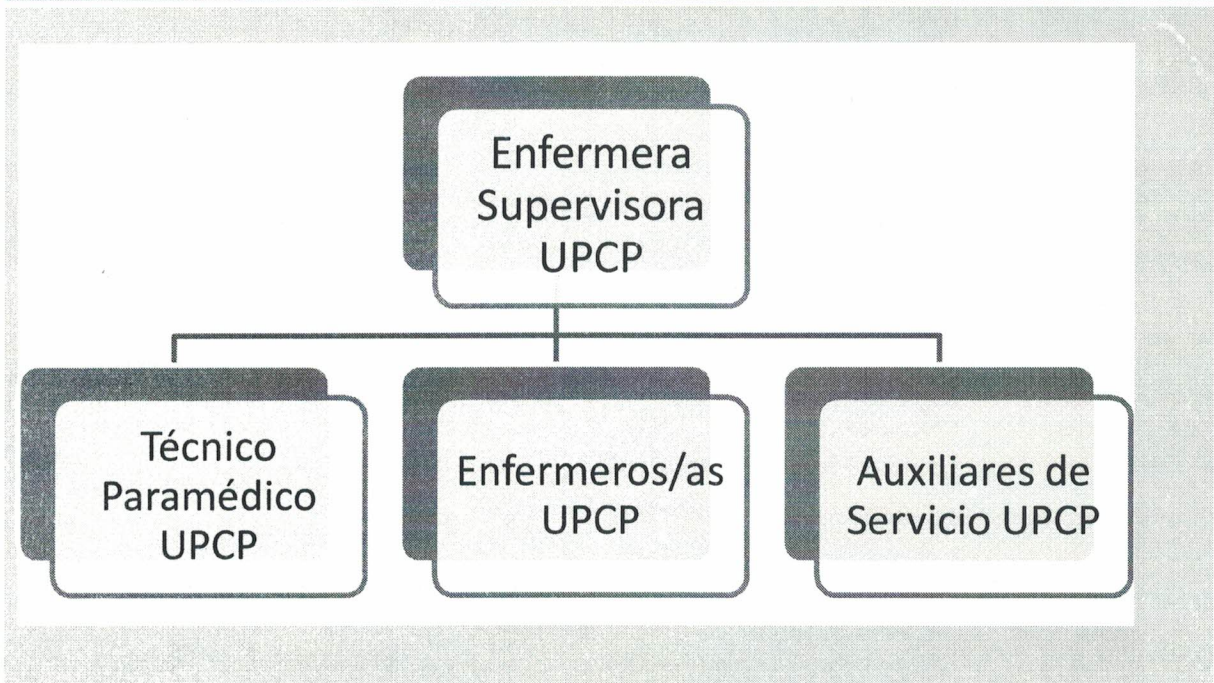 Enfermera
Supervisora
UPCP
Técnico
Paramédico
UPCP
Enfermeros/as
UPCP
Auxiliares de
Servicio UPCP